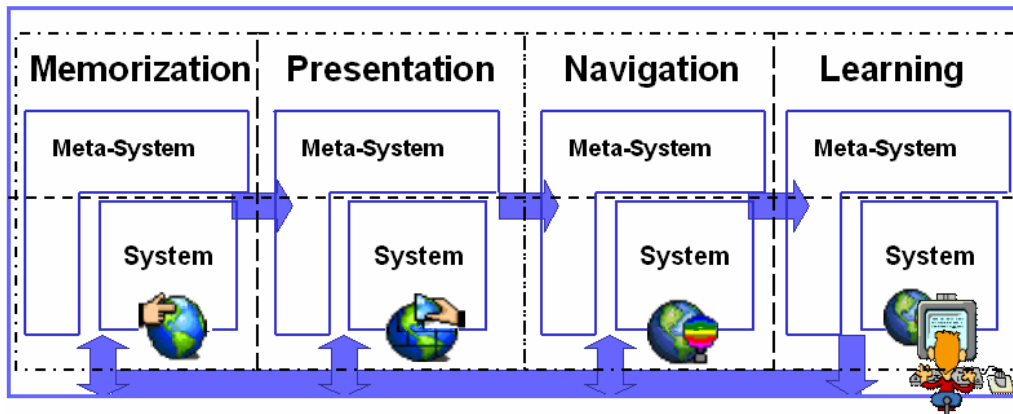 Memorization Presentation Navigation Learning
Meta-System Meta-System Meta-System Meta-System
System System System System